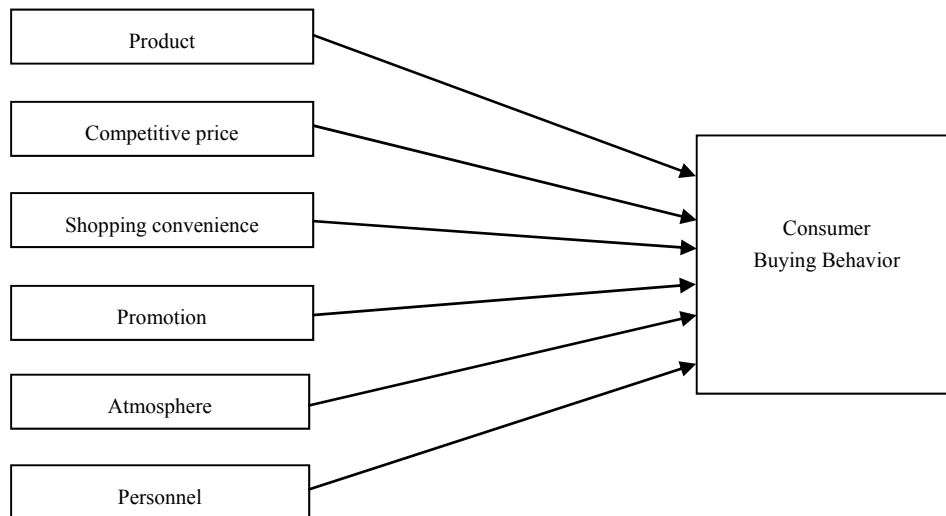 Product
Competitive price
Shopping convenience
Promotion
Atmosphere
Personnel
Consumer
Buying Behavior